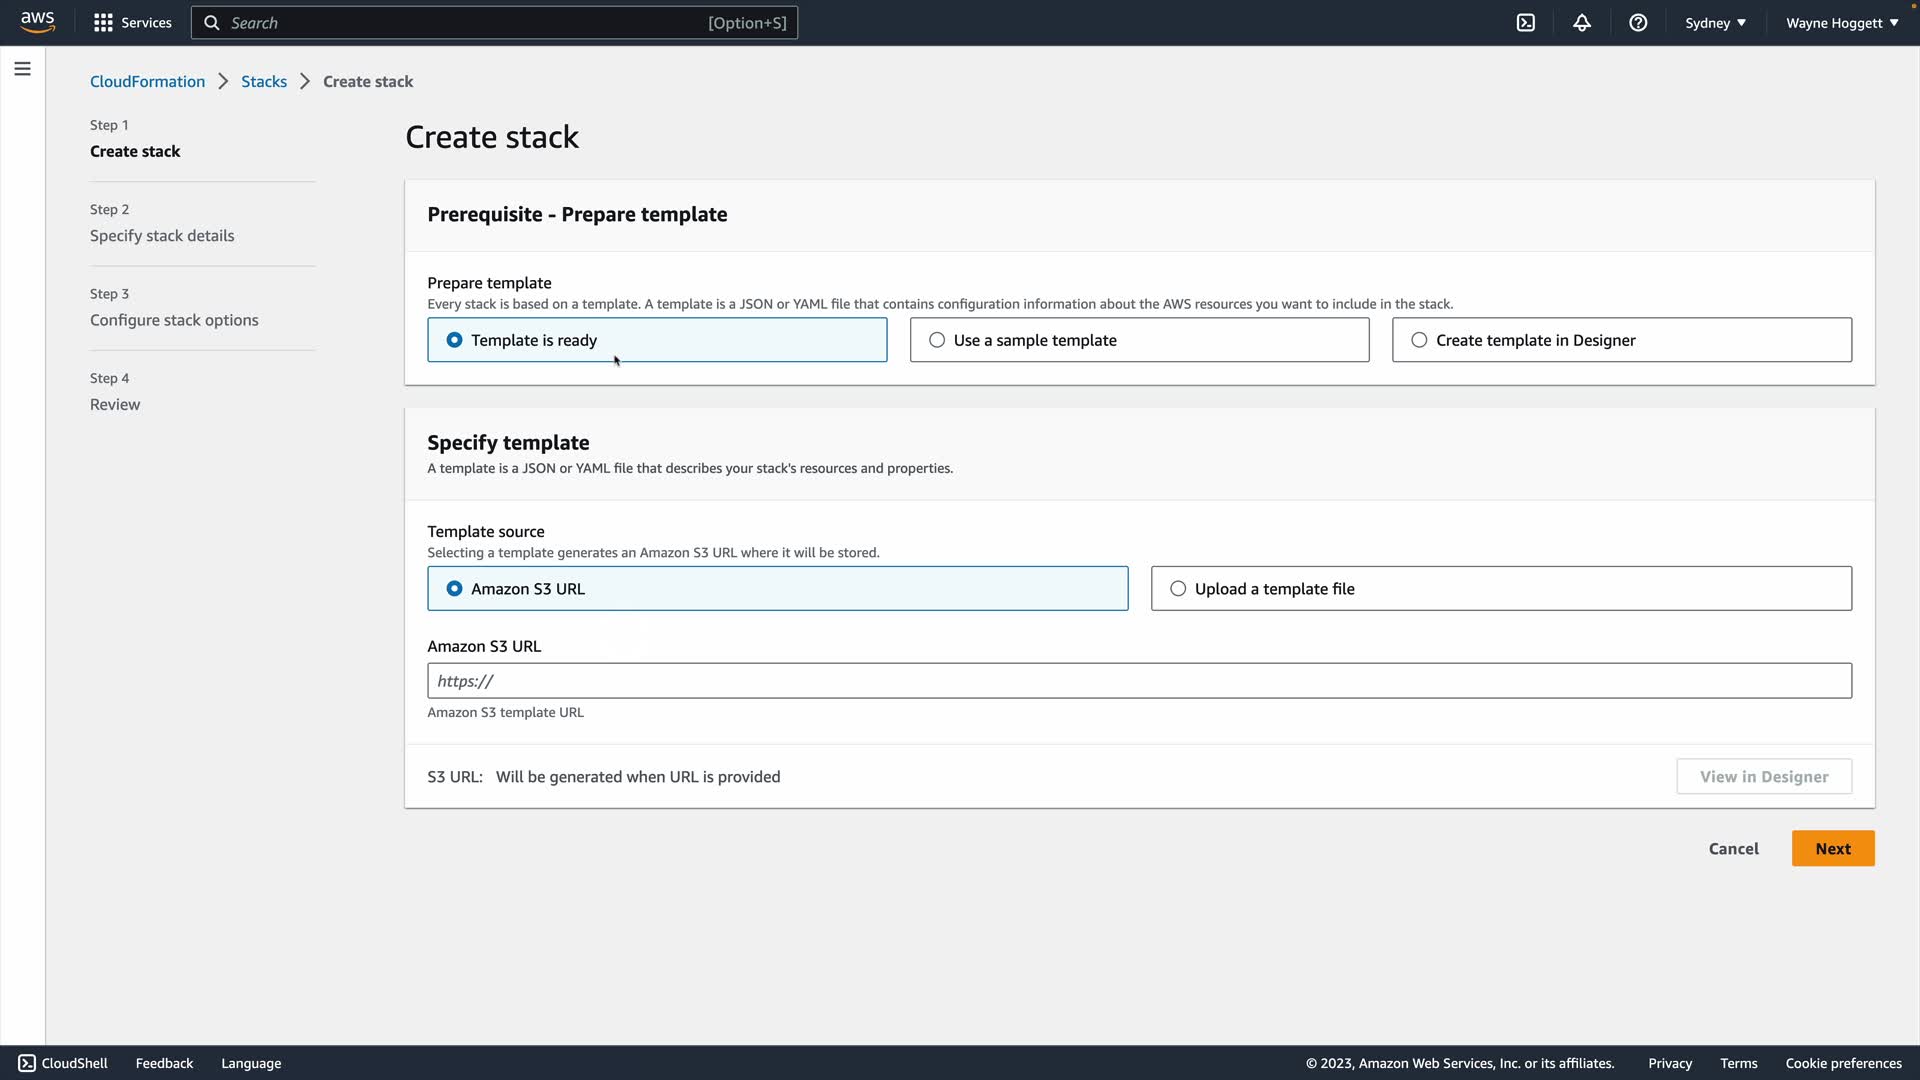 aws
Services
Search
[Option+S]
Sydney
Wayne Hoggett
CloudFormation
Stacks
Create stack
Step 1
Create stack
Step 2
Specify stack details
Step 3
Configure stack options
Step 4
Review
Create stack
Prerequisite - Prepare template
Prepare template
Every stack is based on a template. A template is a JSON or YAML file that contains configuration information about the AWS resources you want to include in the stack.
Template is ready
Use a sample template
Create template in Designer
Specify template
A template is a JSON or YAML file that describes your stack's resources and properties.
Template source
Selecting a template generates an Amazon S3 URL where it will be stored.
Amazon S3 URL
Upload a template file
Amazon S3 URL
https://
Amazon S3 template URL
S3 URL: Will be generated when URL is provided
View in Designer
Cancel
Next
CloudShell
Feedback
Language
© 2023, Amazon Web Services, Inc. or its affiliates.
Privacy
Terms
Cookie preferences